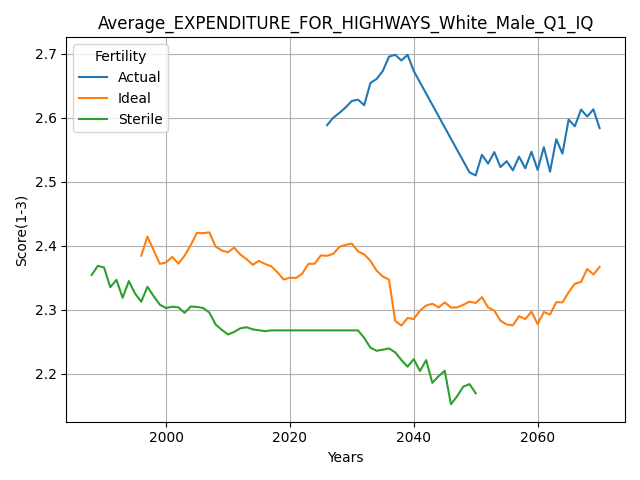 Average_EXPENDITURE_FOR_HIGHWAYS_White_Male_Q1_IQ
Fertility
Actual
Ideal
Sterile
2.7
2.6
2.5
2.4
2.3
2.2
Score(1-3)
2000 2020 2040 2060
Years